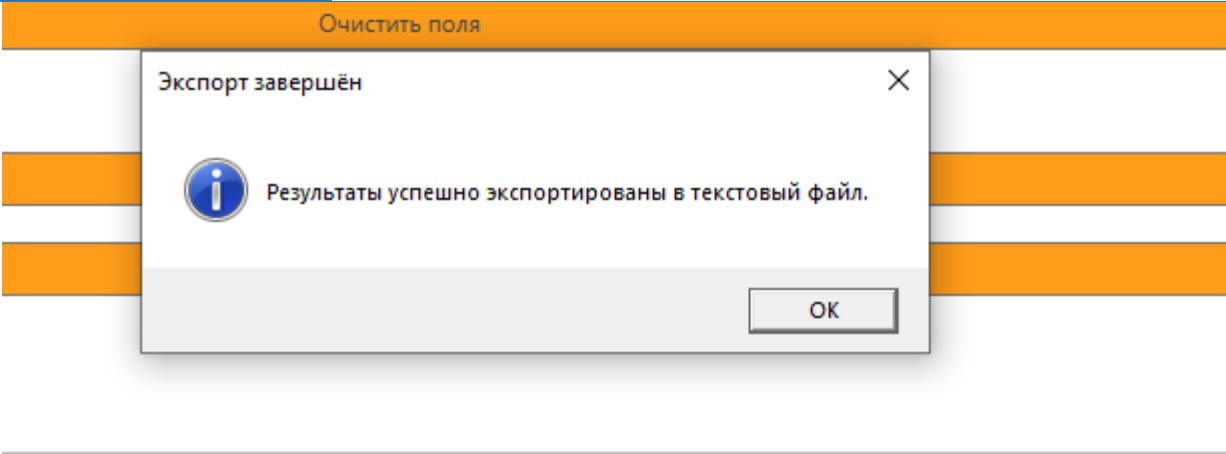 Очистить поля
Экспорт завершён
Результаты успешно экспортированы в текстовый файл.
ОК